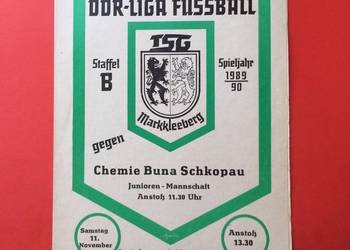 DDR-LIGA FUSSBALL
Staffel
B
TSG
Markkleeberg
Spieljahr
1989
90
gegen
Chemie Buna Schkopau
Junioren-Mannschaft
Anstoß 11.30 Uhr
Samstag
11.
November
Anstoß
13.30